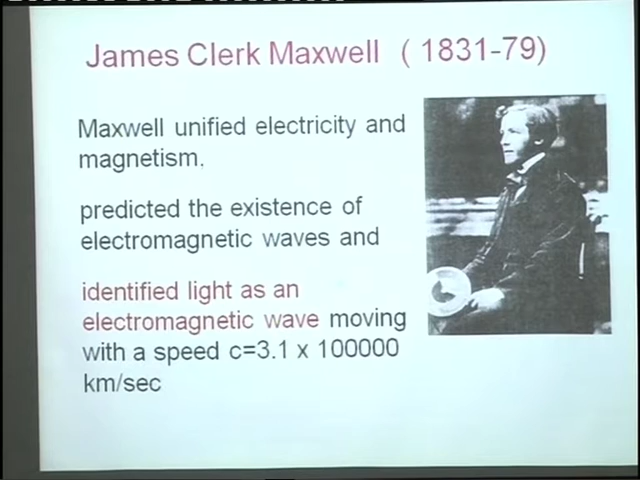 James Clerk Maxwell ( 1831-79)
Maxwell unified electricity and
magnetism.
predicted the existence of
electromagnetic waves and
identified light as an
electromagnetic wave moving
with a speed c=3.1 x 100000
km/sec